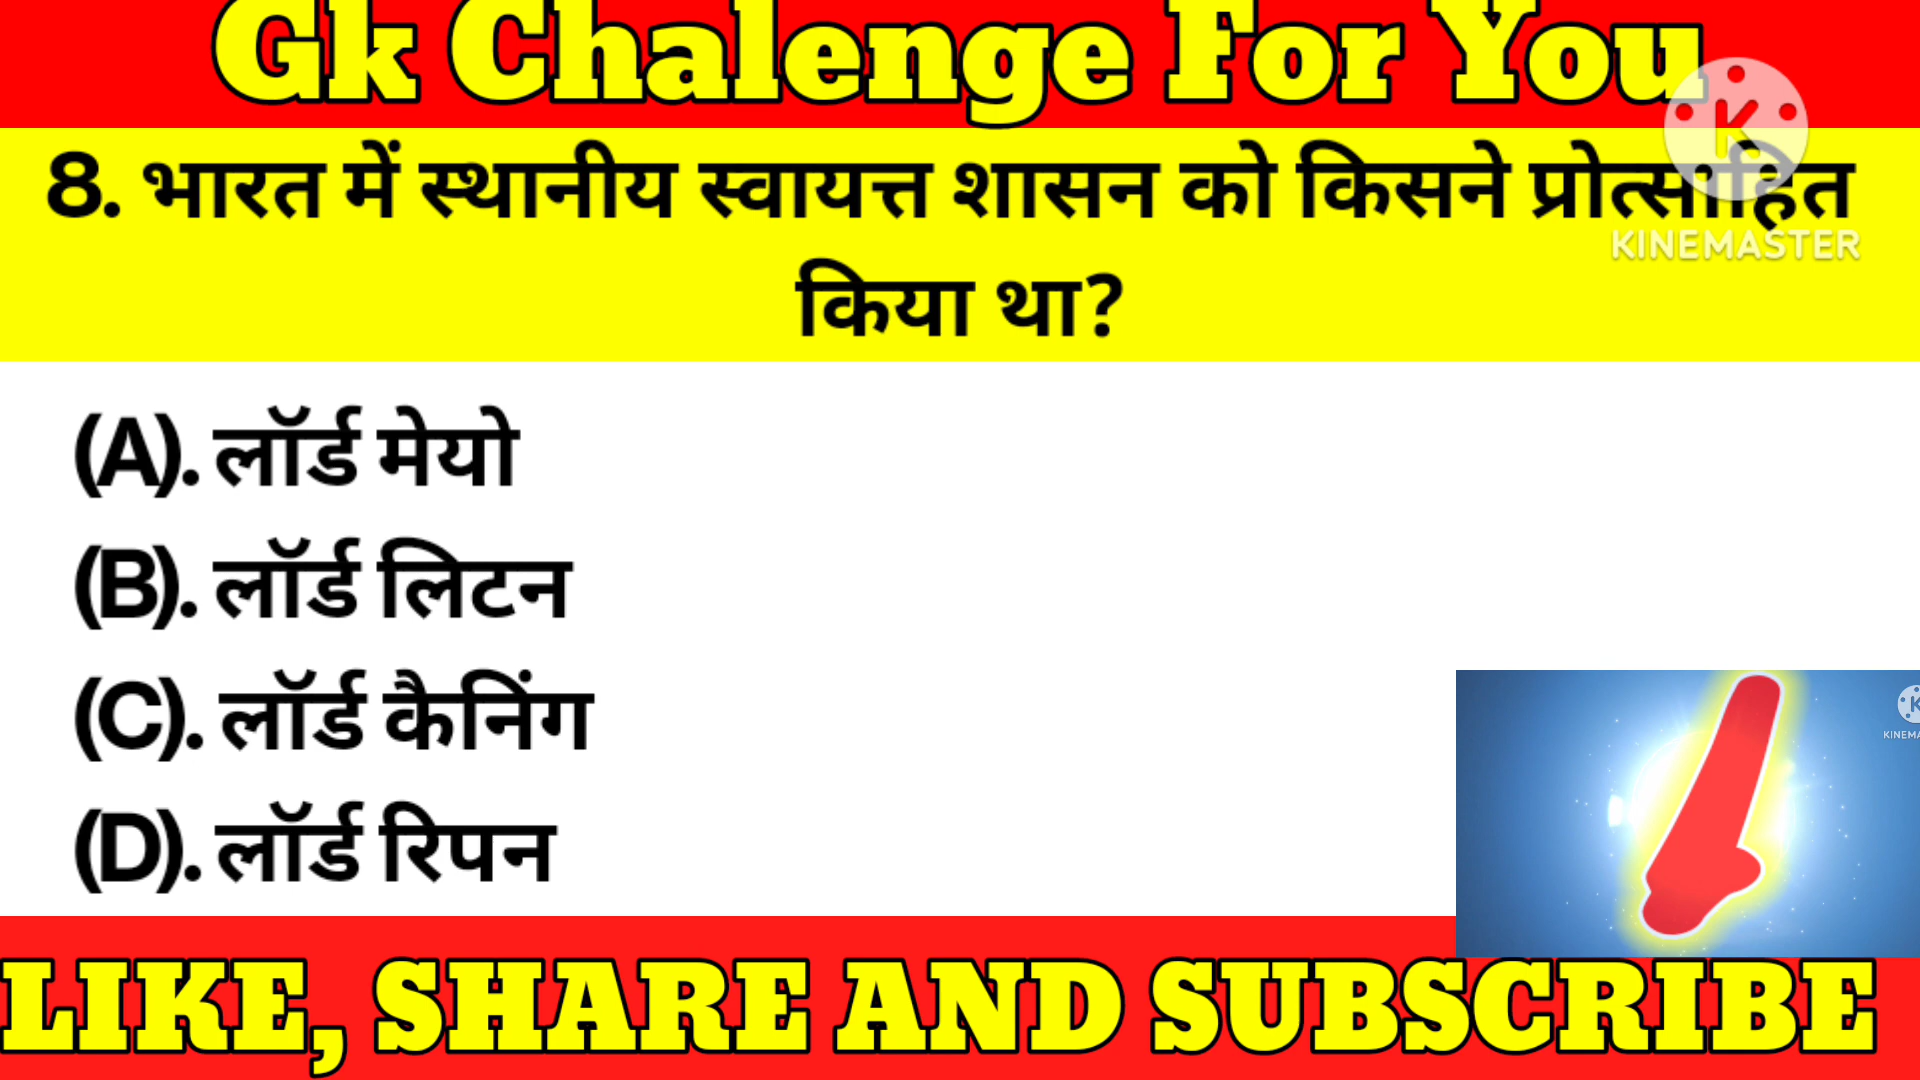 Gk Chalenge For You
8. भारत में स्थानीय स्वायत्त शासन को किसने प्रोत्साहित
किया था?
KINEMASTER
(A). लॉर्ड मेयो
(B). लॉर्ड लिटन
(C). लॉर्ड कैनिंग
(D). लॉर्ड रिपन
LIKE, SHARE AND SUBSCRIBE